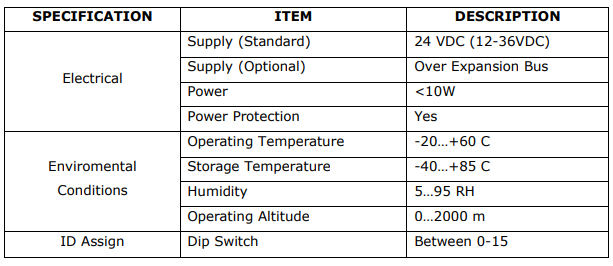 SPECIFICATION ITEM DESCRIPTION
Electrical
Supply (Standard) 24 VDC (12-36VDC)
Supply (Optional) Over Expansion Bus
Power <10W
Power Protection Yes
Enviromental
Conditions
Operating Temperature -20…+60 C
Storage Temperature -40…+85 C
Humidity 5…95 RH
Operating Altitude 0…2000 m
ID Assign Dip Switch Between 0-15